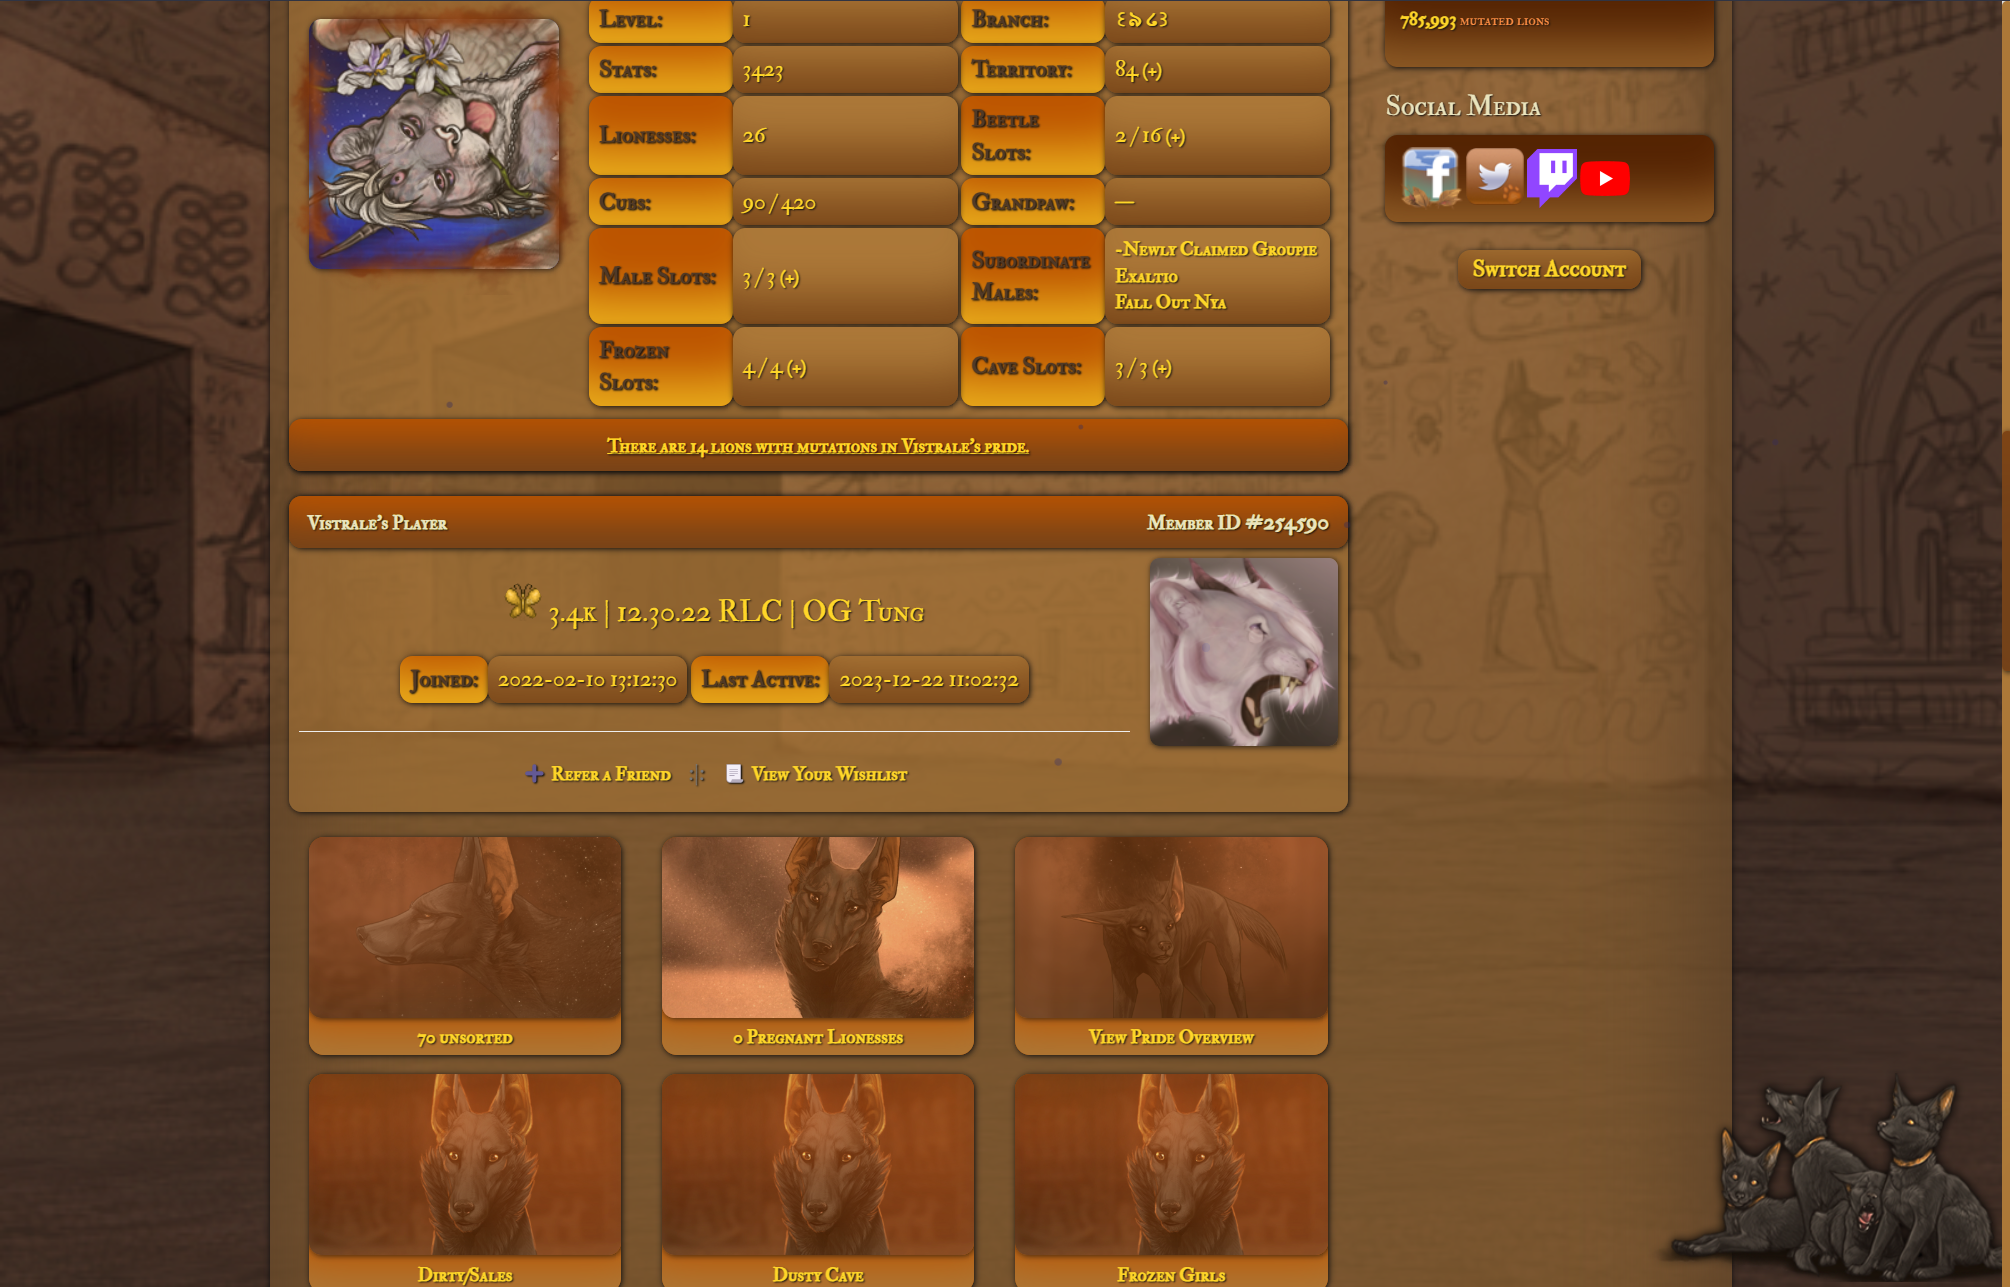 Level: 1 Branch: ६९८३
785,993 mutated lions
Stats: 3423 Territory: 84 (+)
Lionesses: 26 Beetle Slots: 2 / 16 (+)
Cubs: 90 / 420 Grandpaw: —
Male Slots: 3 / 3 (+) Subordinate Males: -Newly Claimed Groupie
Exaltio
Fall Out Nya
Frozen Slots: 4 / 4 (+) Cave Slots: 3 / 3 (+)
There are 14 lions with mutations in Vistrale's pride.
Social Media
Switch Account
Vistrale's Player Member ID #254590
3.4k | 12.30.22 RLC | OG Tung
Joined: 2022-02-10 13:12:30 Last Active: 2023-12-22 11:02:32
Refer a Friend View Your Wishlist
70 unsorted 0 Pregnant Lionesses View Pride Overview
Dirty/Sales Dusty Cave Frozen Girls